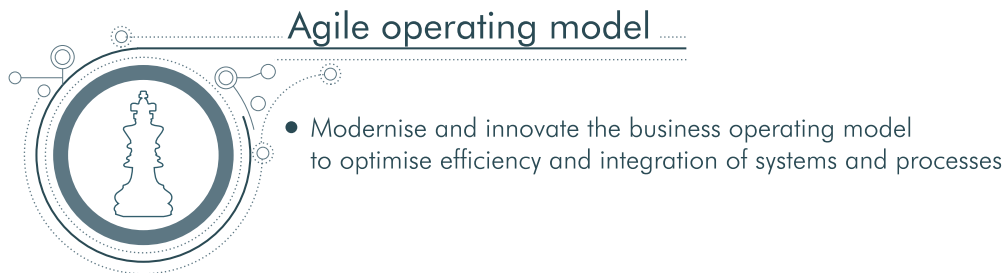 Agile operating model
• Modernise and innovate the business operating model
to optimise efficiency and integration of systems and processes